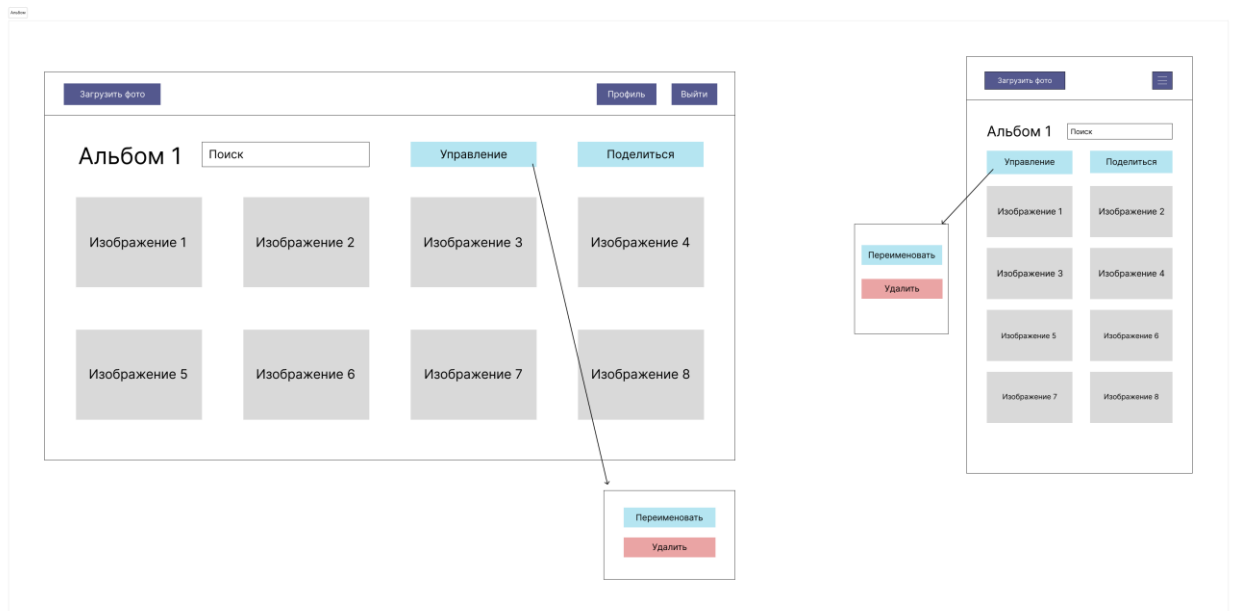 Альбом
Загрузить фото
Профиль
Выйти
Альбом 1
Поиск
Управление
Поделиться
Изображение 1
Изображение 2
Изображение 3
Изображение 4
Изображение 5
Изображение 6
Изображение 7
Изображение 8
Переименовать
Удалить
Загрузить фото
Альбом 1
Поиск
Управление
Поделиться
Изображение 1
Изображение 2
Изображение 3
Изображение 4
Изображение 5
Изображение 6
Изображение 7
Изображение 8
Переименовать
Удалить